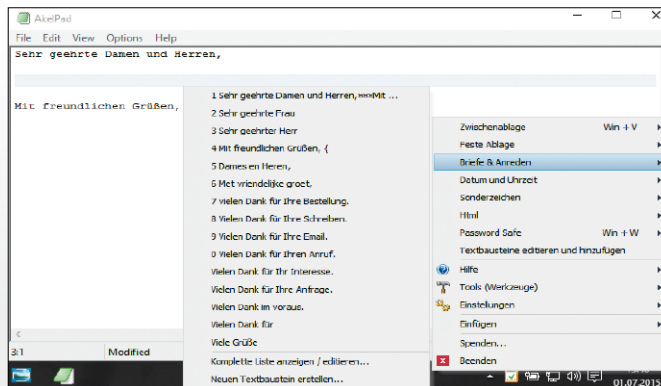 AkelPad
File Edit View Options Help
Sehr geehrte Damen und Herren,
Mit freundlichen Grüßen,
1 Sehr geehrte Damen und Herren,»»»Mit ...
2 Sehr geehrte Frau
3 Sehr geehrter Herr
4 Mit freundlichen Grüßen, {
5 Dames en Heren,
6 Met vriendelijke groet,
7 Vielen Dank für Ihre Bestellung.
8 Vielen Dank für Ihre Schreiben.
9 Vielen Dank für Ihre Email.
0 Vielen Dank für Ihren Anruf.
Vielen Dank für Ihr Interesse.
Vielen Dank für Ihre Anfrage.
Vielen Dank im voraus.
Vielen Dank für
Viele Grüße
Komplette Liste anzeigen / editieren...
Neuen Textbaustein erstellen...
Zwischenablage Win + V
Feste Ablage
Briefe & Anreden
Datum und Uhrzeit
Sonderzeichen
Html
Password Safe Win + W
Textbausteine editieren und hinzufügen
Hilfe
Tools (Werkzeuge)
Einstellungen
Einfügen
Spenden...
Beenden
3:1 Modified
01.07.2015